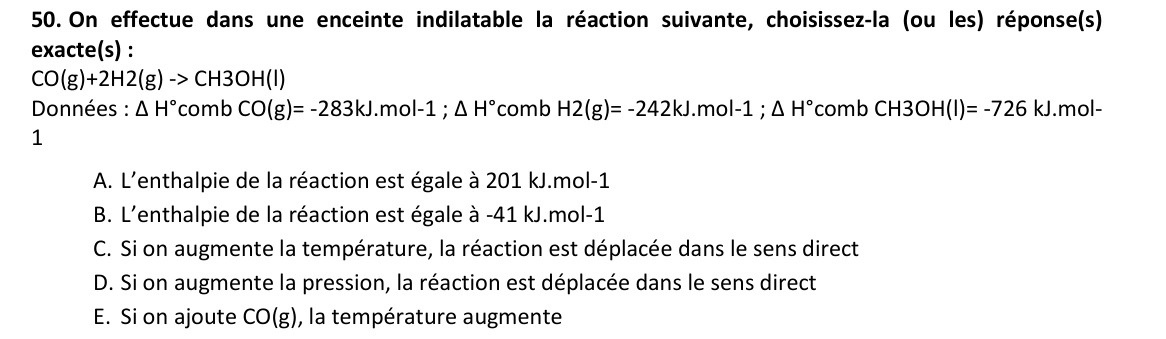 50. On effectue dans une enceinte indilatable la réaction suivante, choisissez-la (ou les) réponse(s)
exacte(s) :
CO(g)+2H2(g) -> CH3OH(l)
Données : Δ H°comb CO(g)= -283kJ.mol-1 ; Δ H°comb H2(g)= -242kJ.mol-1 ; Δ H°comb CH3OH(l)= -726 kJ.mol-
1
A. L’enthalpie de la réaction est égale à 201 kJ.mol-1
B. L’enthalpie de la réaction est égale à -41 kJ.mol-1
C. Si on augmente la température, la réaction est déplacée dans le sens direct
D. Si on augmente la pression, la réaction est déplacée dans le sens direct
E. Si on ajoute CO(g), la température augmente